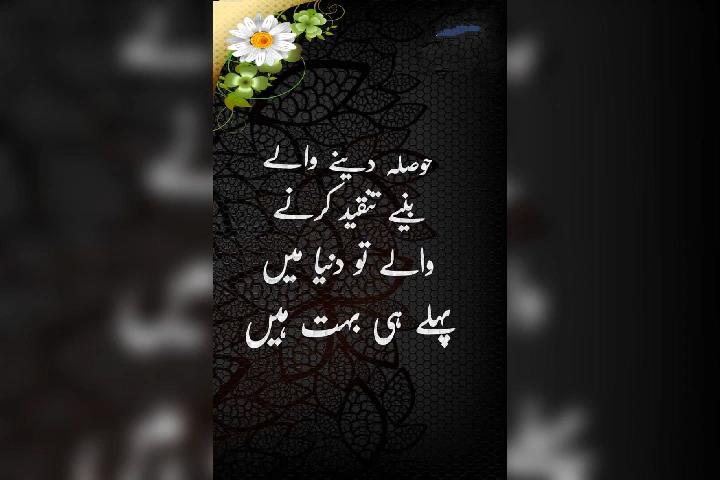 حوصلہ دینے والے
بنیے تنقید کرنے
والے تو دنیا میں
پہلے ہی بہت ہیں